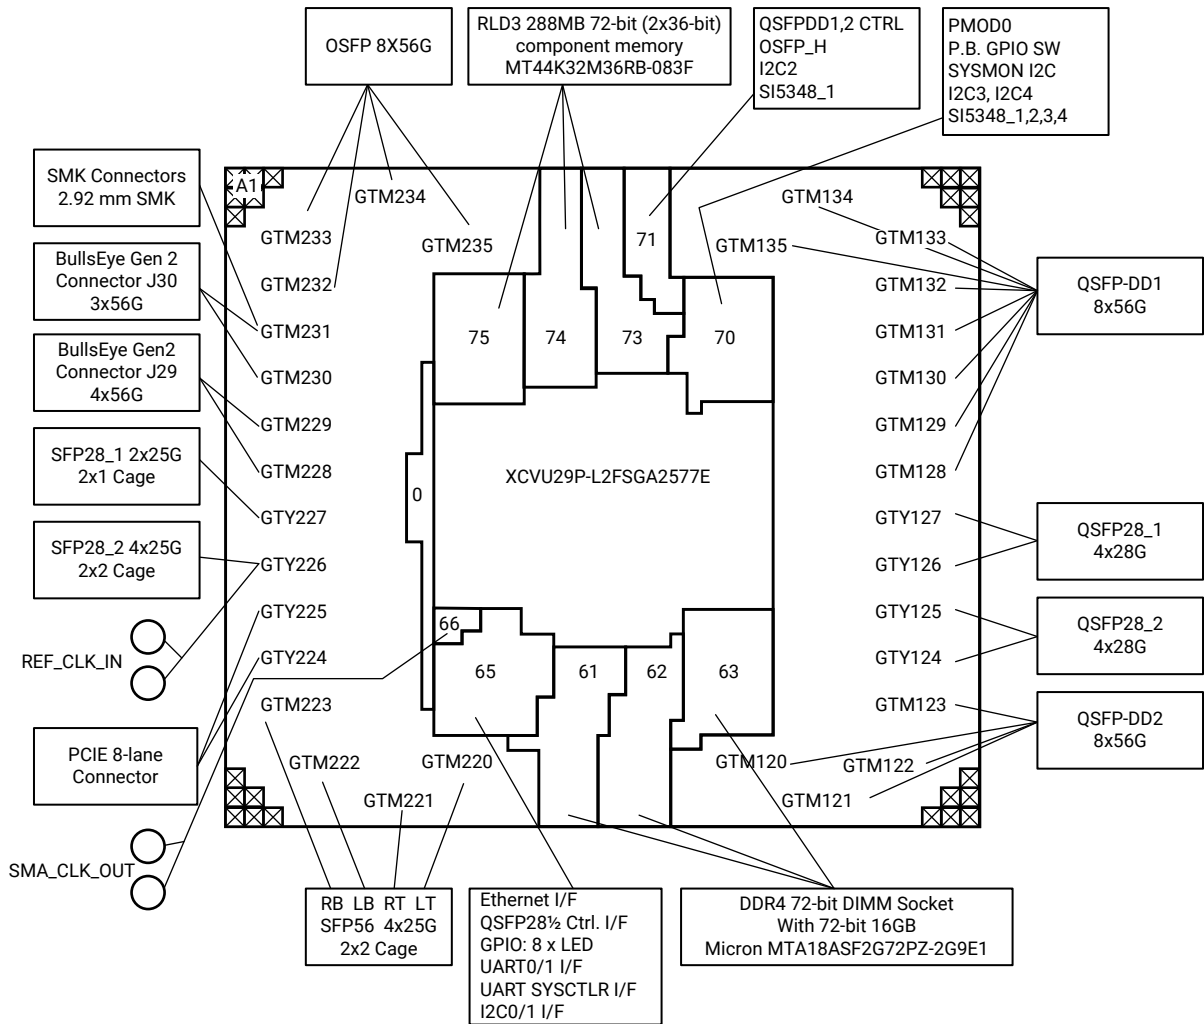 OSFP 8X56G
RLD3 288MB 72-bit (2x36-bit)
component memory
MT44K32M36RB-083F
QSFPDD1,2 CTRL
OSFP_H
I2C2
SI5348_1
PMOD0
P.B. GPIO SW
SYSMON I2C
I2C3, I2C4
SI5348_1,2,3,4
SMK Connectors
2.92 mm SMK
BullsEye Gen 2
Connector J30
3x56G
BullsEye Gen2
Connector J29
4x56G
SFP28_1 2x25G
2x1 Cage
SFP28_2 4x25G
2x2 Cage
REF_CLK_IN
PCIE 8-lane
Connector
SMA_CLK_OUT
A1
GTM234
GTM233
GTM235
GTM232
GTM231
GTM230
GTM229
GTM228
GTY227
GTY226
GTY225
GTY224
GTM223
GTM222
GTM220
GTM221
71
75
74
73
70
0
XCVU29P-L2FSGA2577E
66
65
61
62
63
GTM134
GTM133
GTM135
GTM132
GTM131
GTM130
GTM129
GTM128
GTY127
GTY126
GTY125
GTY124
GTM123
GTM120
GTM122
GTM121
QSFP-DD1
8x56G
QSFP28_1
4x28G
QSFP28_2
4x28G
QSFP-DD2
8x56G
RB LB RT LT
SFP56 4x25G
2x2 Cage
Ethernet I/F
QSFP28½ Ctrl. I/F
GPIO: 8 x LED
UART0/1 I/F
UART SYSCTLR I/F
I2C0/1 I/F
DDR4 72-bit DIMM Socket
With 72-bit 16GB
Micron MTA18ASF2G72PZ-2G9E1